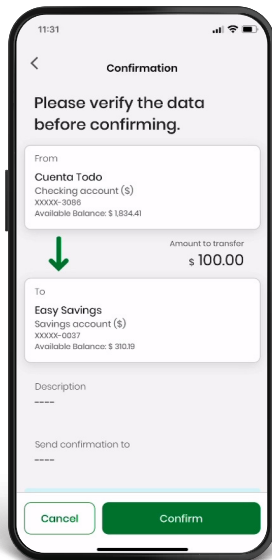 11:31
Confirmation
Please verify the data
before confirming.
From
Cuenta Todo
Checking account ($)
XXXXX-3086
Available Balance: $ 1,834.41
Amount to transfer
$ 100.00
To
Easy Savings
Savings account ($)
XXXXX-0037
Available Balance: $ 310.19
Description
----
Send confirmation to
----
Cancel
Confirm